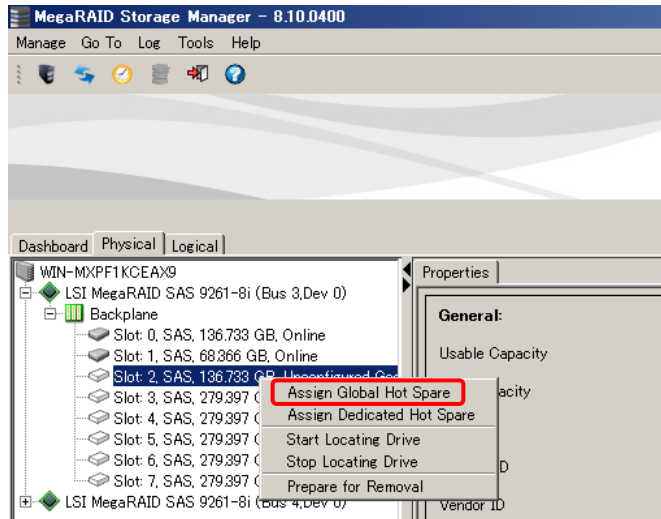 MegaRAID Storage Manager - 8.10.0400
Manage Go To Log Tools Help
Dashboard Physical Logical
WIN-MXPF1KCEAX9
LSI MegaRAID SAS 9261-8i (Bus 3,Dev 0)
Backplane
Slot: 0, SAS, 136.733 GB, Online
Slot: 1, SAS, 68.366 GB, Online
Slot: 2, SAS, 136.733 GB, Unconfigured Goo
Slot: 3, SAS, 279.397
Slot: 4, SAS, 279.397
Slot: 5, SAS, 279.397
Slot: 6, SAS, 279.397
Slot: 7, SAS, 279.397
LSI MegaRAID SAS 9261-8i (Bus 4,Dev 0)
Assign Global Hot Spare
Assign Dedicated Hot Spare
Start Locating Drive
Stop Locating Drive
Prepare for Removal
Properties
General:
Usable Capacity
acity
D
Vendor ID